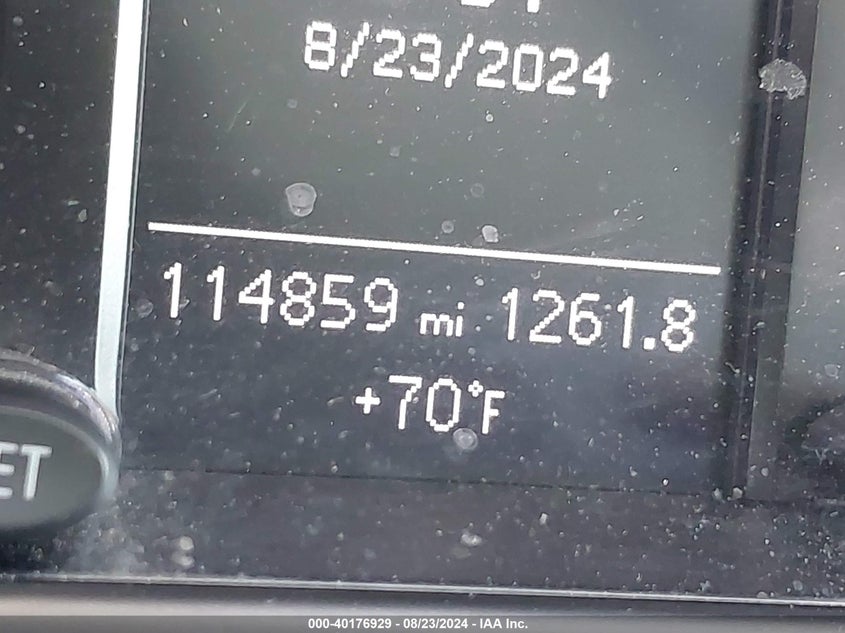 8/23/2024
114859 mi 1261.8
+70°F
ET
000-40176929 - 08/23/2024 - IAA Inc.